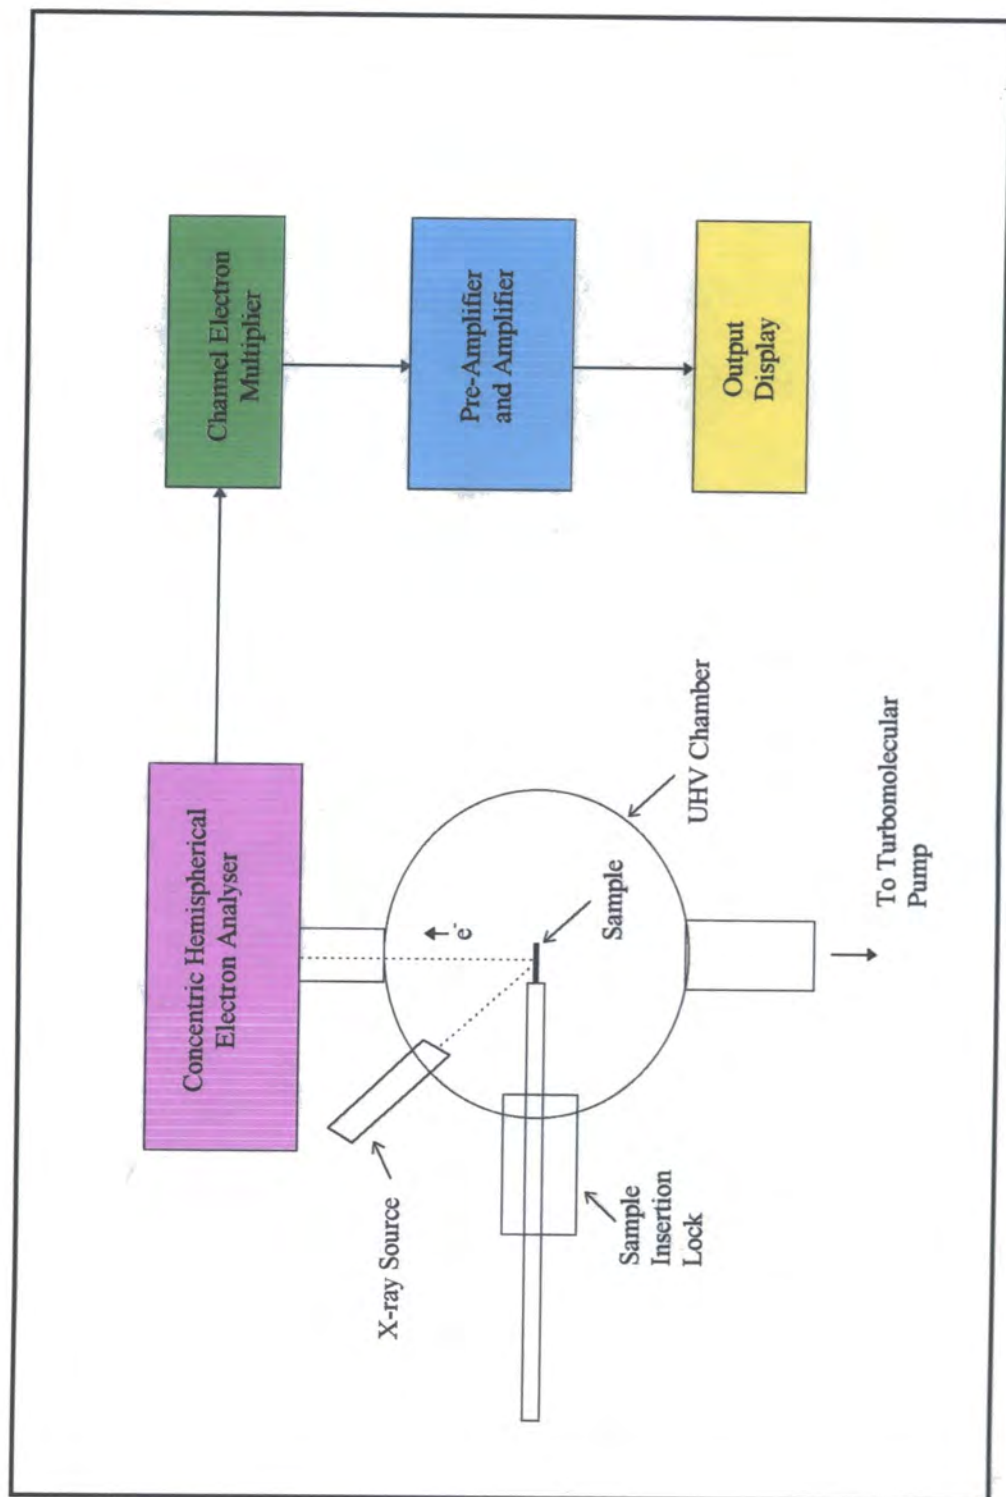 Concentric Hemispherical
Electron Analyser
Channel Electron
Multiplier
Pre-Amplifier
and Amplifier
Output
Display
X-ray Source
e-
Sample
UHV Chamber
Sample
Insertion
Lock
To Turbomolecular
Pump